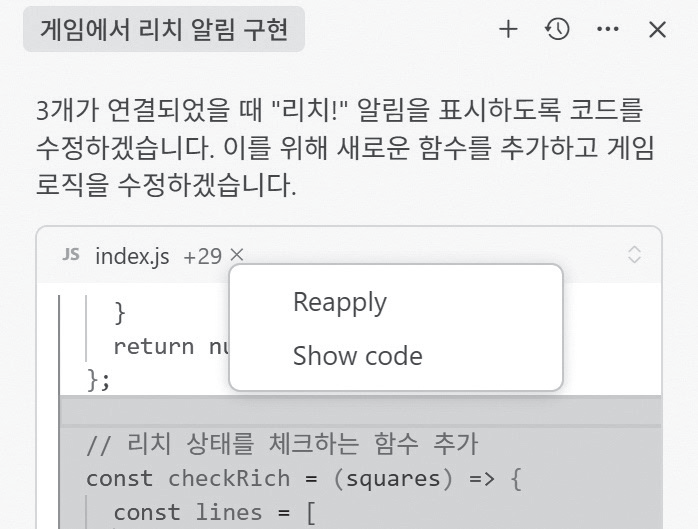 게임에서 리치 알림 구현
3개가 연결되었을 때 "리치!" 알림을 표시하도록 코드를
수정하겠습니다. 이를 위해 새로운 함수를 추가하고 게임
로직을 수정하겠습니다.
JS index.js +29
Reapply
Show code
}
return
};
// 리치 상태를 체크하는 함수 추가
const checkRich = (squares) => {
const lines = [